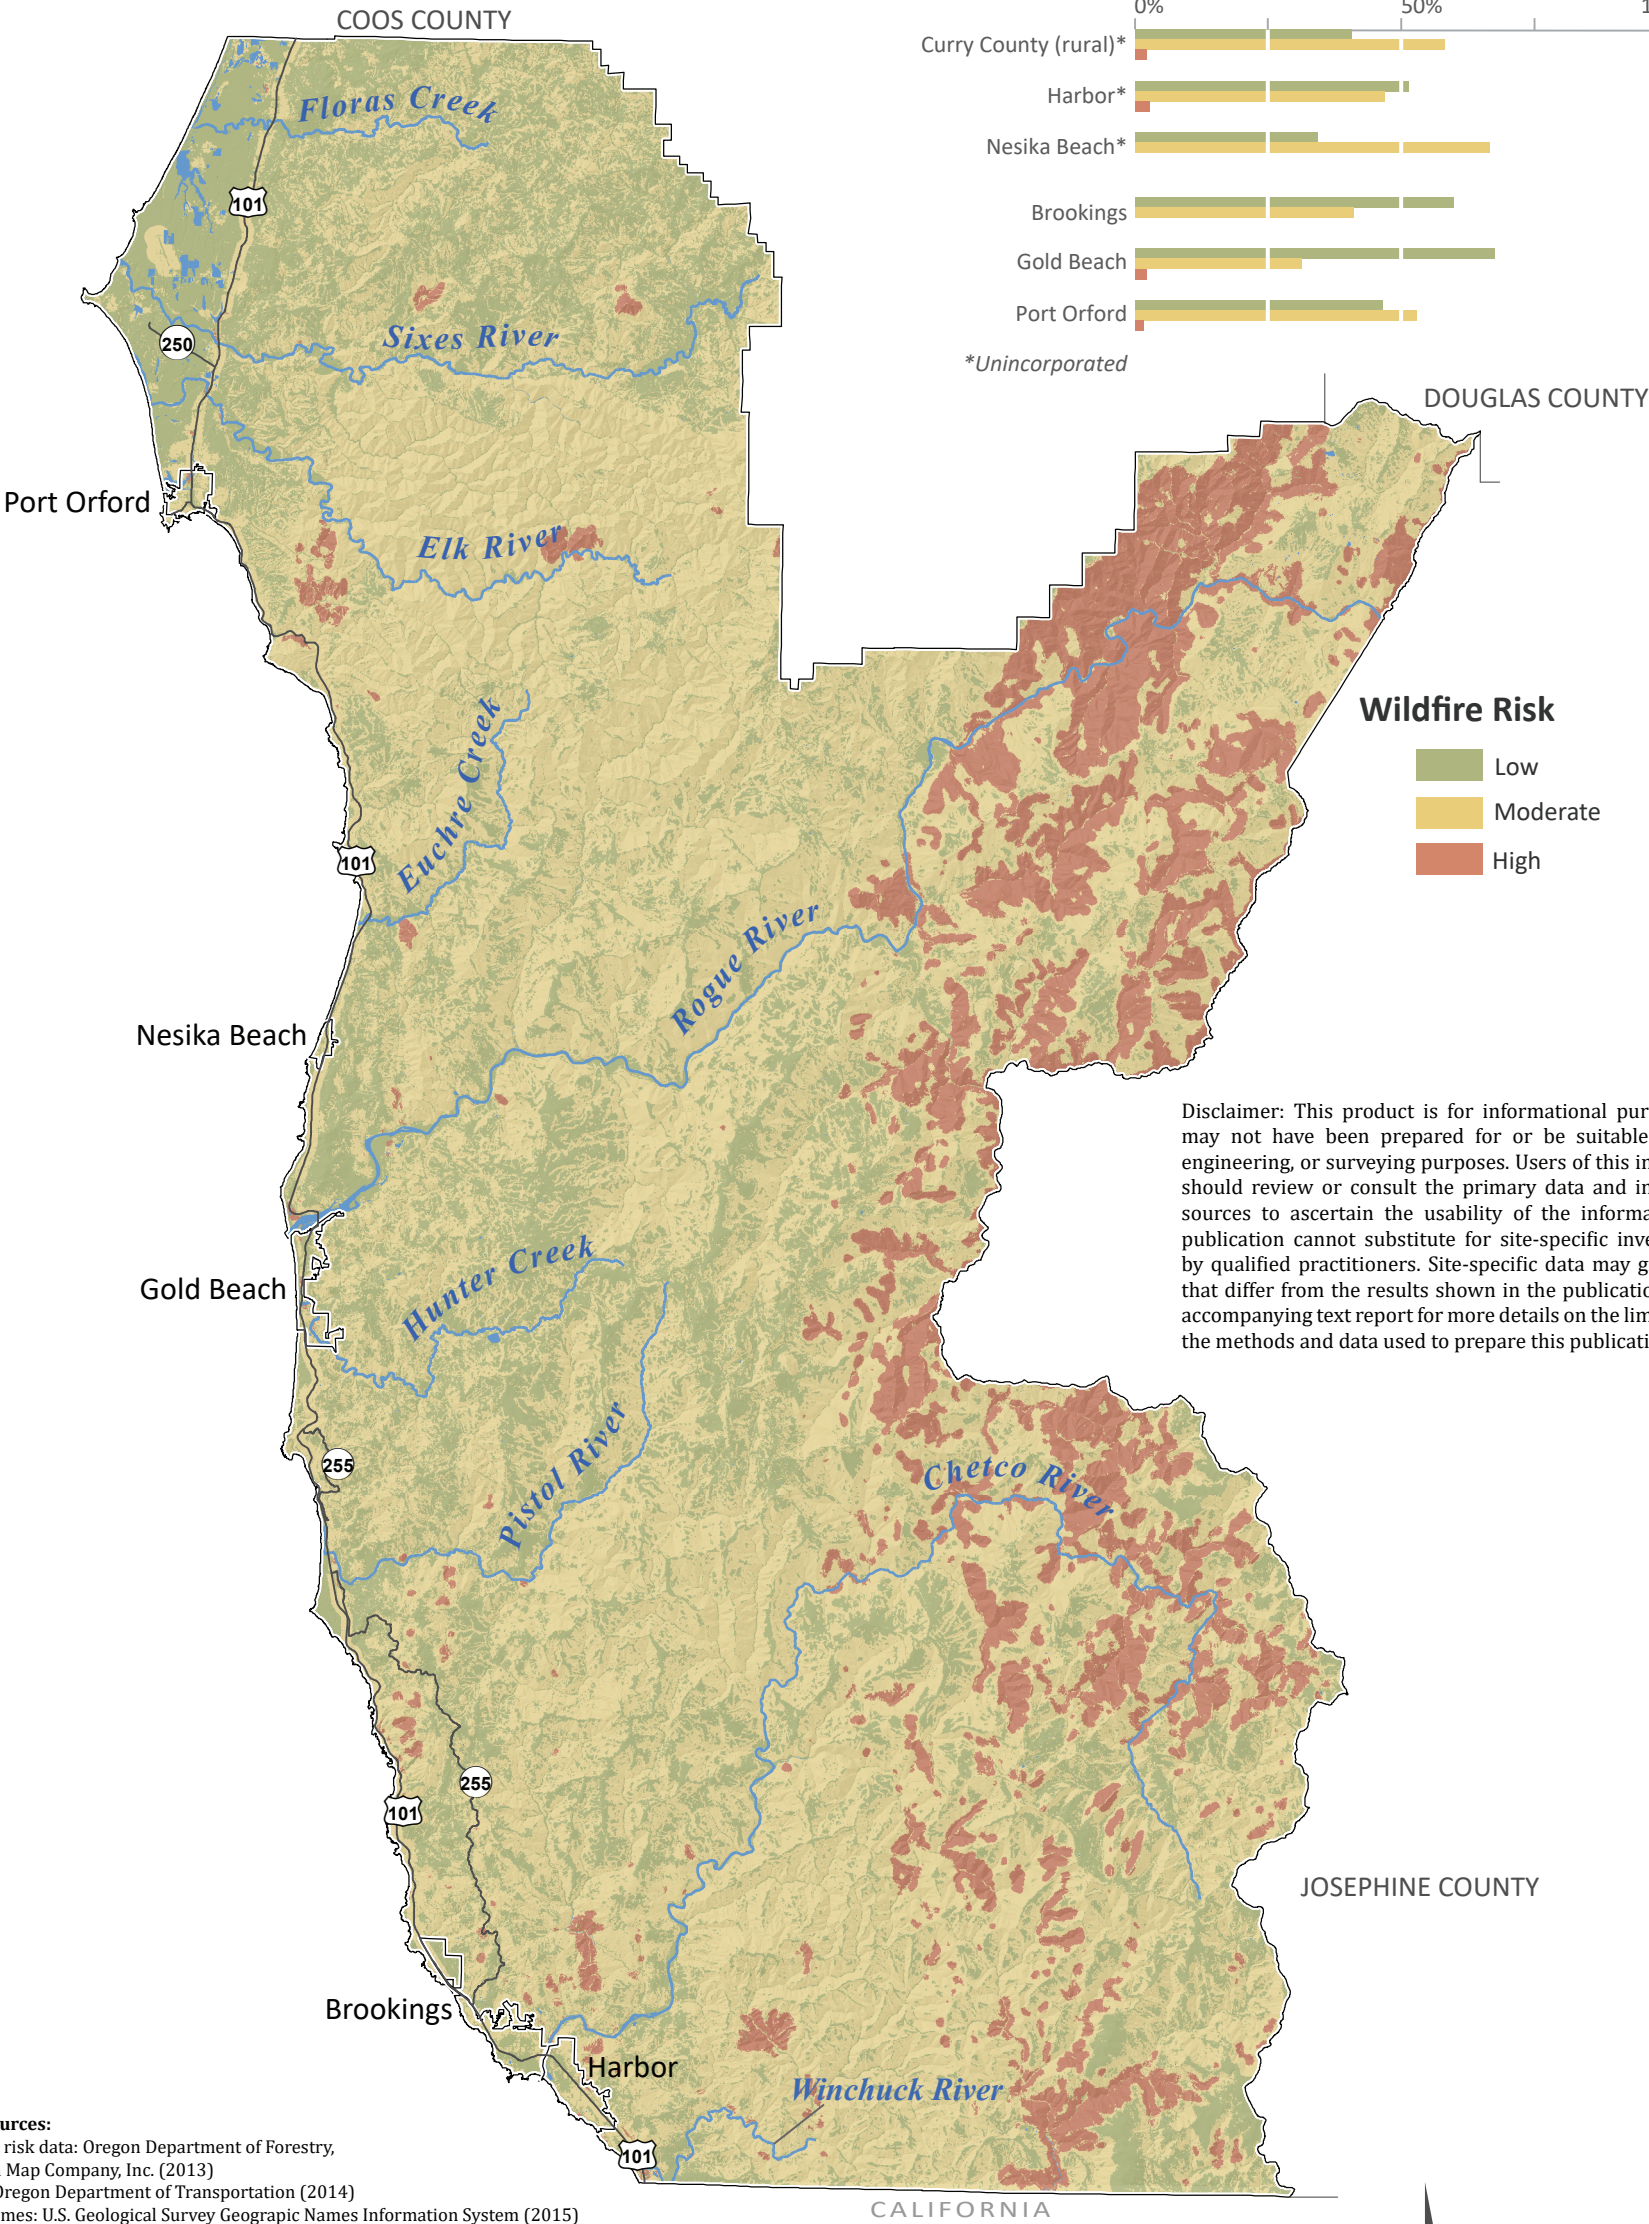 COOS COUNTY
0%
50%
1
Curry County (rural)*
Harbor*
Nesika Beach*
Brookings
Gold Beach
Port Orford
*Unincorporated
DOUGLAS COUNTY
Floras Creek
101
Sixes River
250
Port Orford
Elk River
Wildfire Risk
Low
Moderate
High
Euchre Creek
101
Rogue River
Nesika Beach
Disclaimer: This product is for informational pur
may not have been prepared for or be suitable
engineering, or surveying purposes. Users of this in
should review or consult the primary data and in
sources to ascertain the usability of the informa
publication cannot substitute for site-specific inve
by qualified practitioners. Site-specific data may g
that differ from the results shown in the publicatio
accompanying text report for more details on the lim
the methods and data used to prepare this publicati
Hunter Creek
Gold Beach
255
Pistol River
Chetco River
255
101
JOSEPHINE COUNTY
Brookings
Harbor
Winchuck River
101
urces:
risk data: Oregon Department of Forestry,
Map Company, Inc. (2013)
Oregon Department of Transportation (2014)
mes: U.S. Geological Survey Geograpic Names Information System (2015)
CALIFORNIA